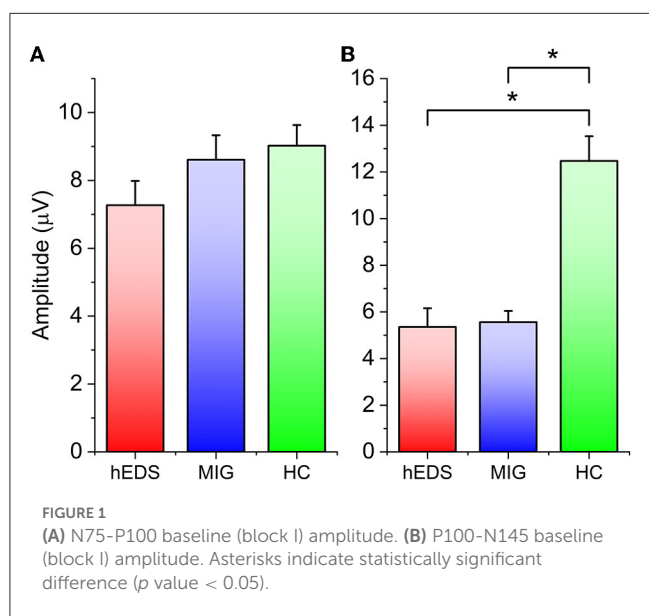 A
B
Amplitude (μV)
10
8
6
4
2
0
hEDS MIG HC
*
*
16
14
12
10
8
6
4
2
0
hEDS MIG HC
FIGURE 1
(A) N75-P100 baseline (block I) amplitude. (B) P100-N145 baseline
(block I) amplitude. Asterisks indicate statistically significant
difference (p value < 0.05).